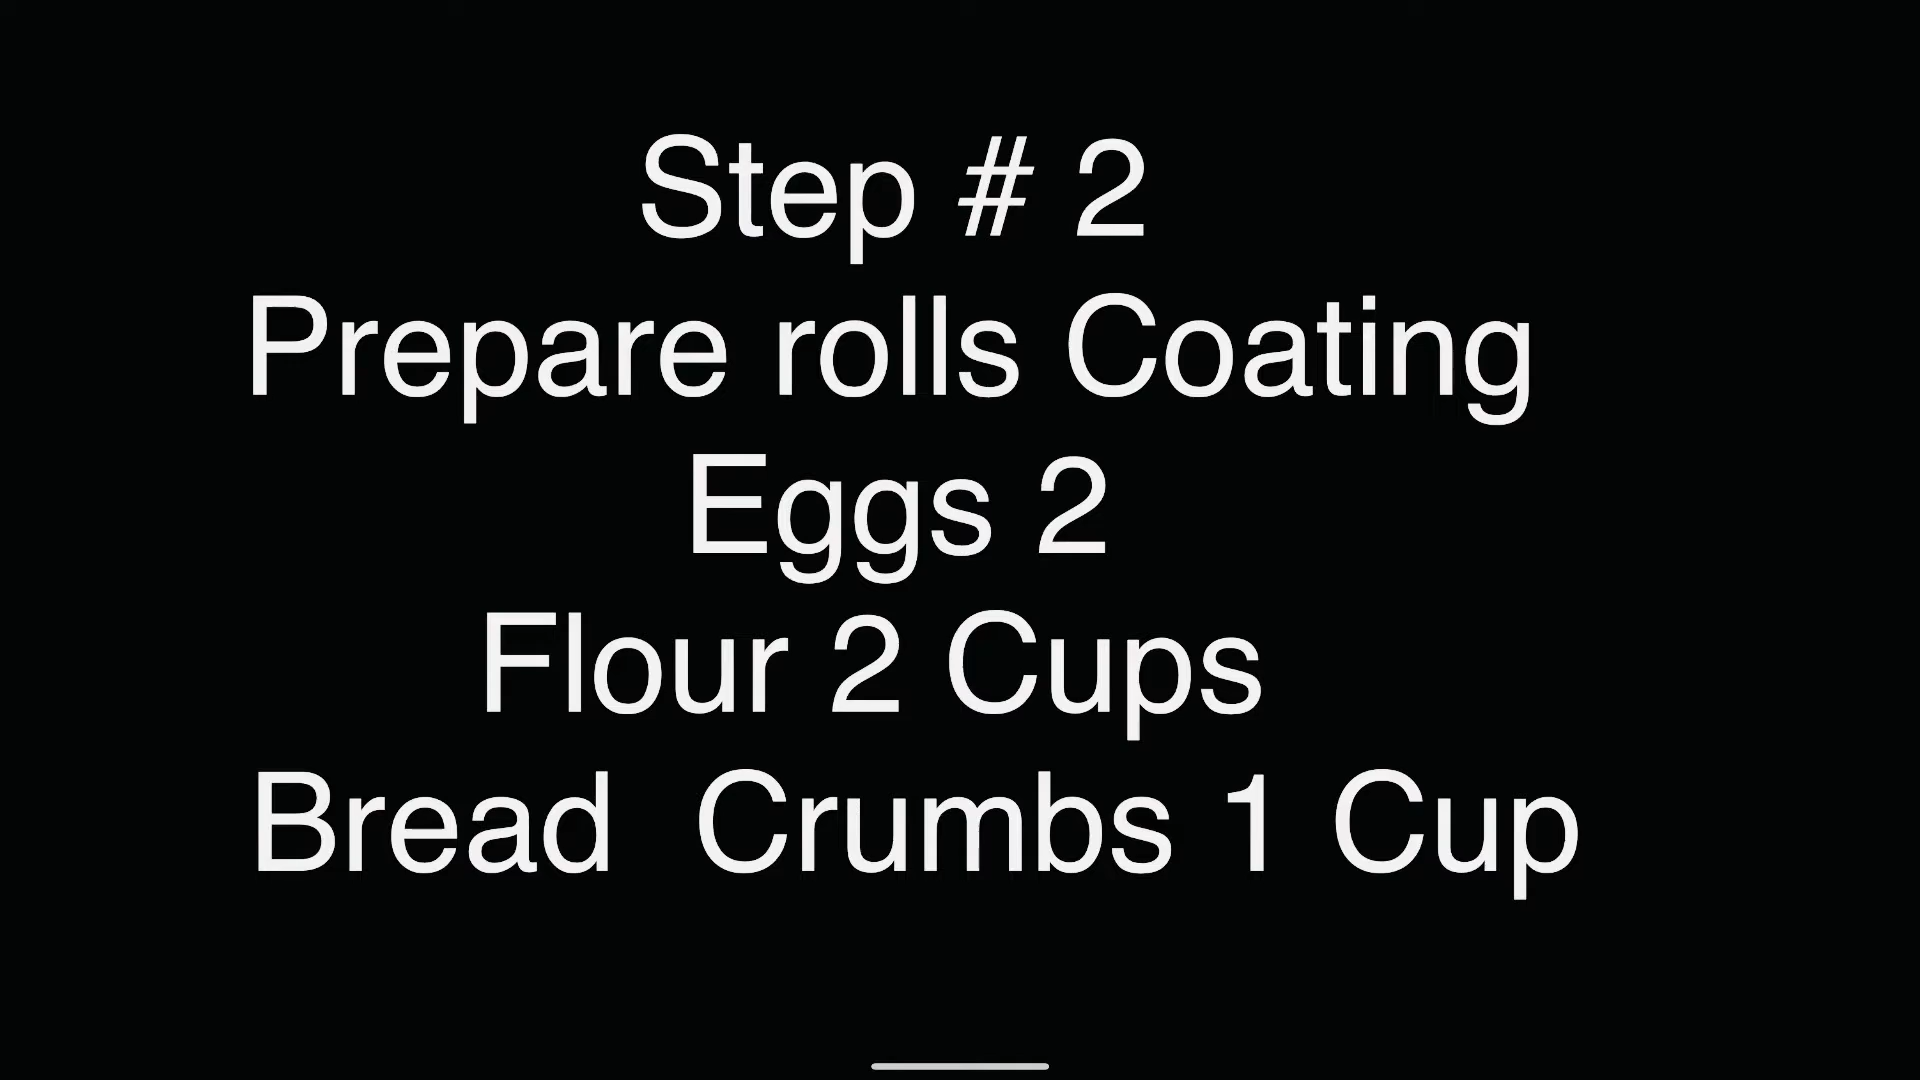 Step # 2
Prepare rolls Coating
Eggs 2
Flour 2 Cups
Bread  Crumbs 1 Cup